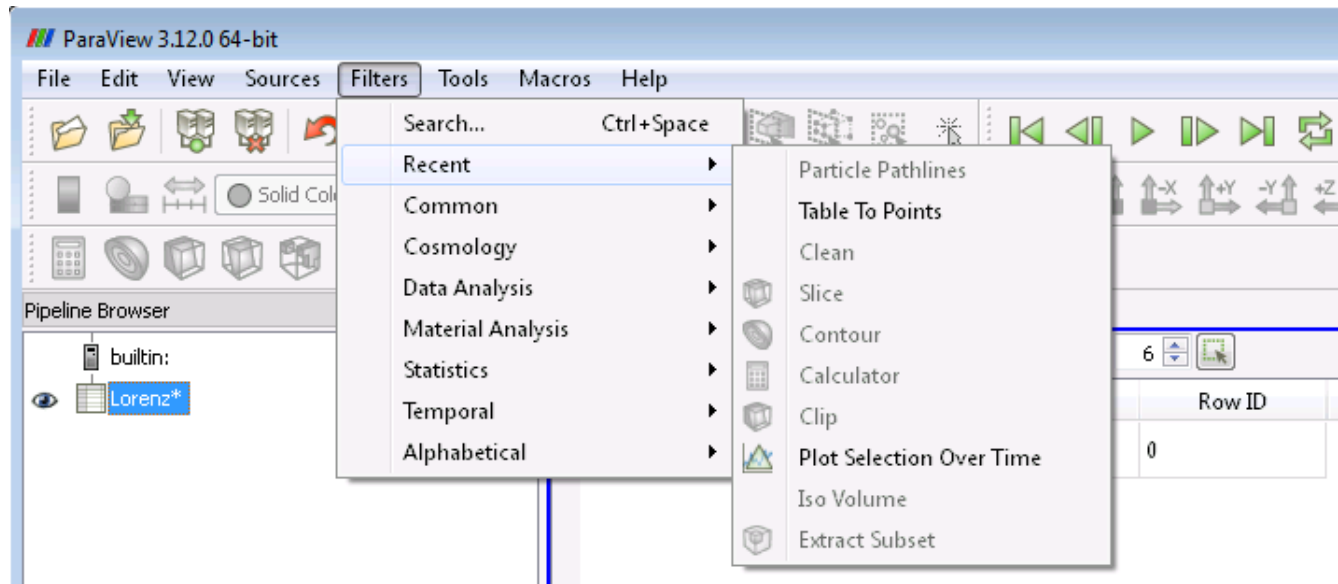 ParaView 3.12.0 64-bit
File Edit View Sources Filters Tools Macros Help
Search... Ctrl+Space
Recent
Common
Cosmology
Data Analysis
Material Analysis
Statistics
Temporal
Alphabetical
Particle Pathlines
Table To Points
Clean
Slice
Contour
Calculator
Clip
Plot Selection Over Time
Iso Volume
Extract Subset
Solid Col
-X +Y -Y +Z
Pipeline Browser
builtin:
Lorenz*
6
Row ID
0